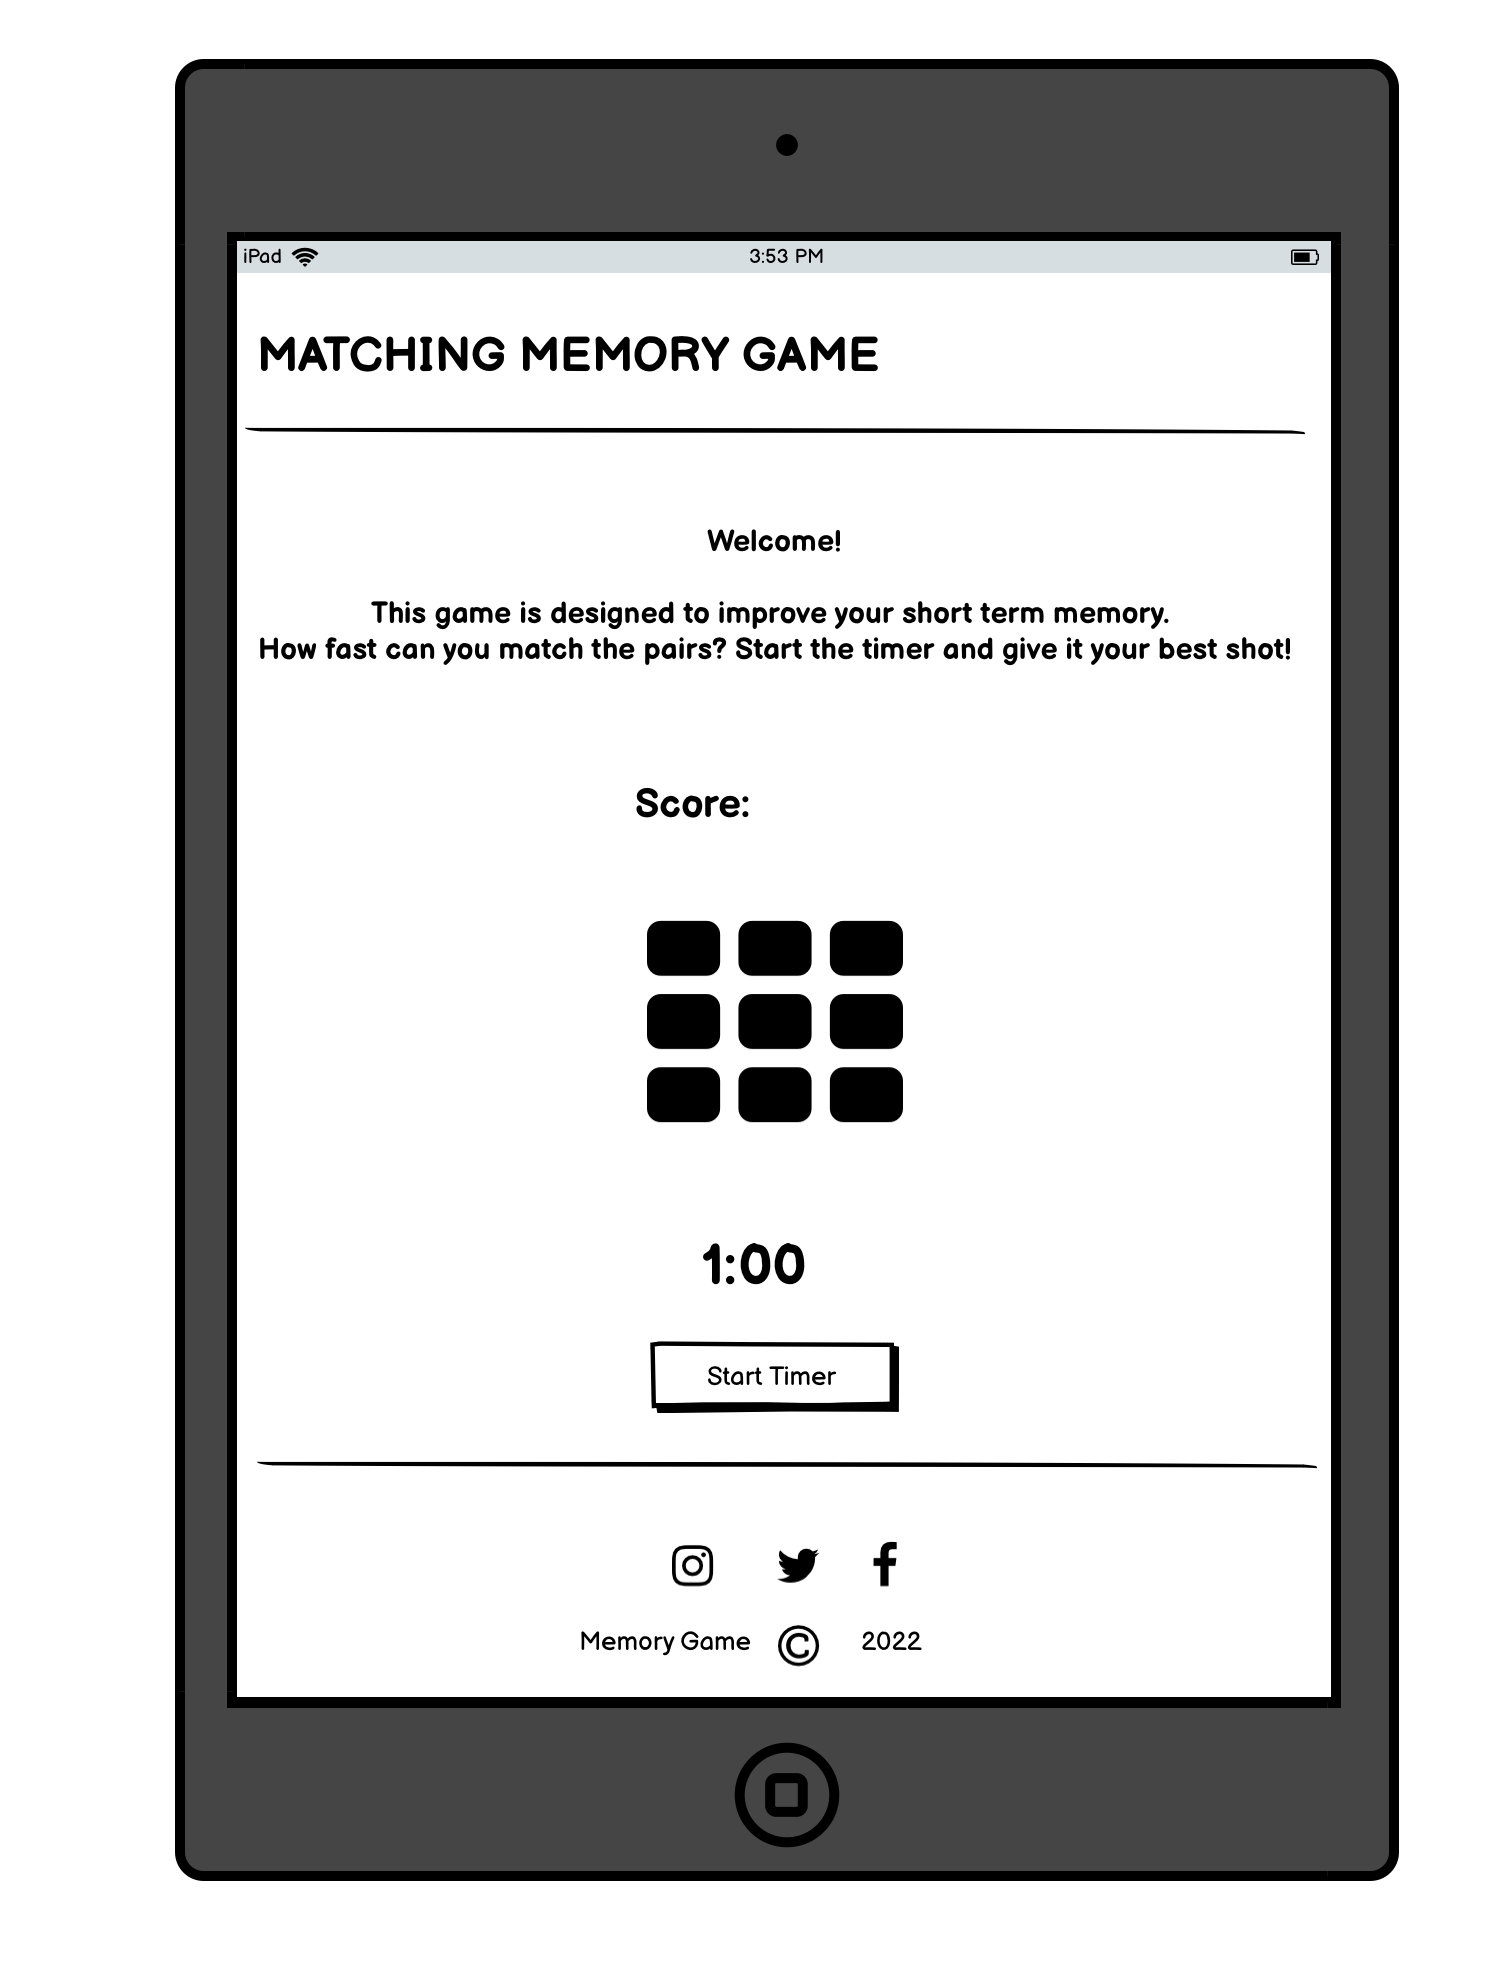 iPad 3:53 PM
MATCHING MEMORY GAME
Welcome!
This game is designed to improve your short term memory.
How fast can you match the pairs? Start the timer and give it your best shot!
Score:
1:00
Start Timer
Memory Game © 2022